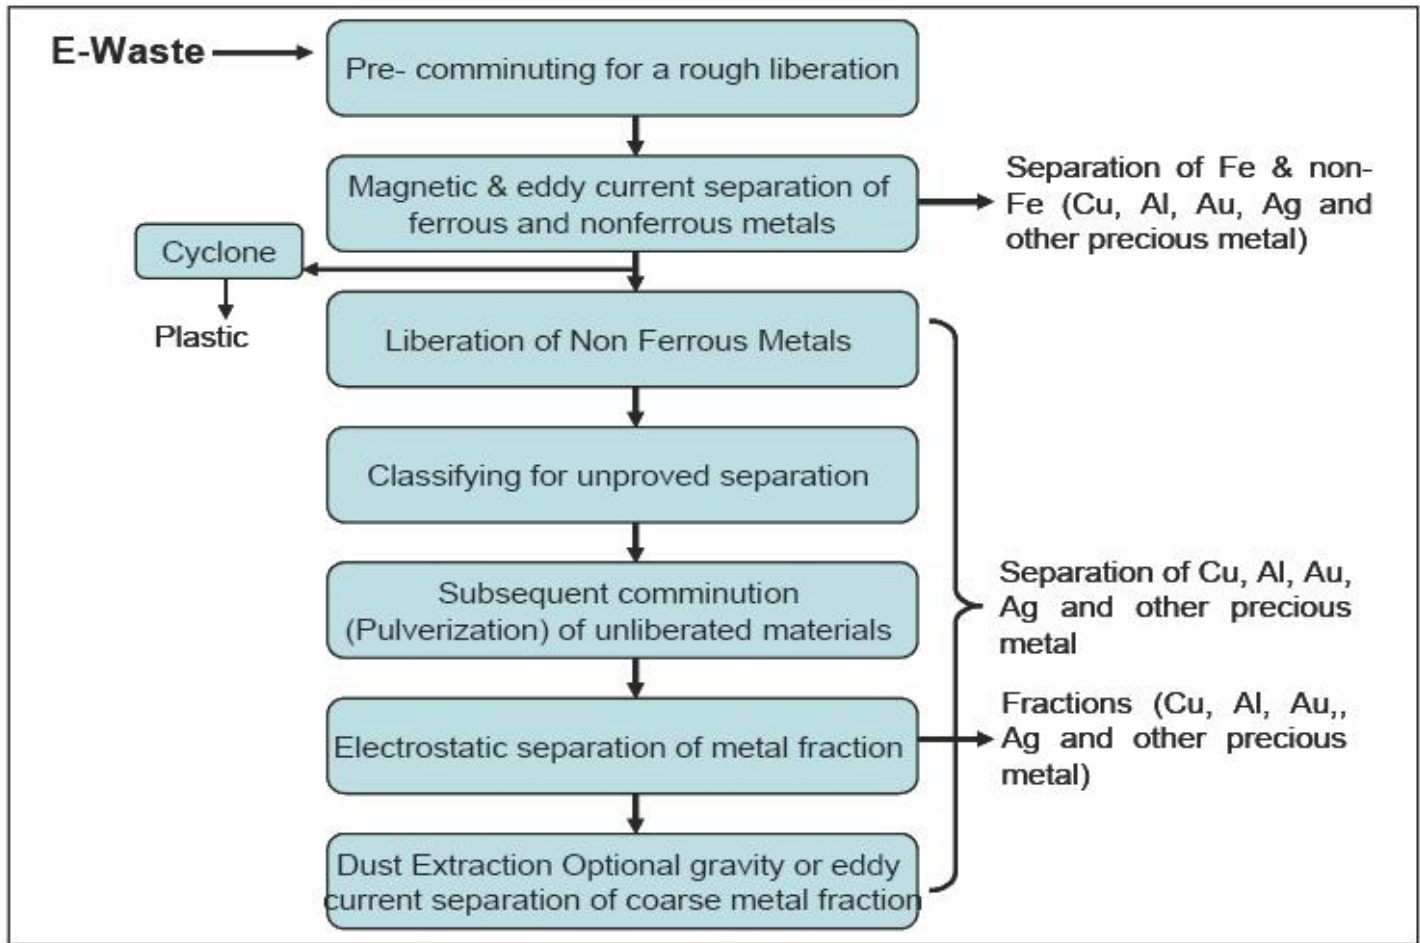 E-Waste
Pre- comminuting for a rough liberation
Magnetic & eddy current separation of
ferrous and nonferrous metals
Separation of Fe & non-
Fe (Cu, Al, Au, Ag and
other precious metal)
Cyclone
Plastic
Liberation of Non Ferrous Metals
Classifying for unproved separation
Subsequent comminution
(Pulverization) of unliberated materials
Separation of Cu, Al, Au,
Ag and other precious
metal
Electrostatic separation of metal fraction
Fractions (Cu, Al, Au,,
Ag and other precious
metal)
Dust Extraction Optional gravity or eddy
current separation of coarse metal fraction